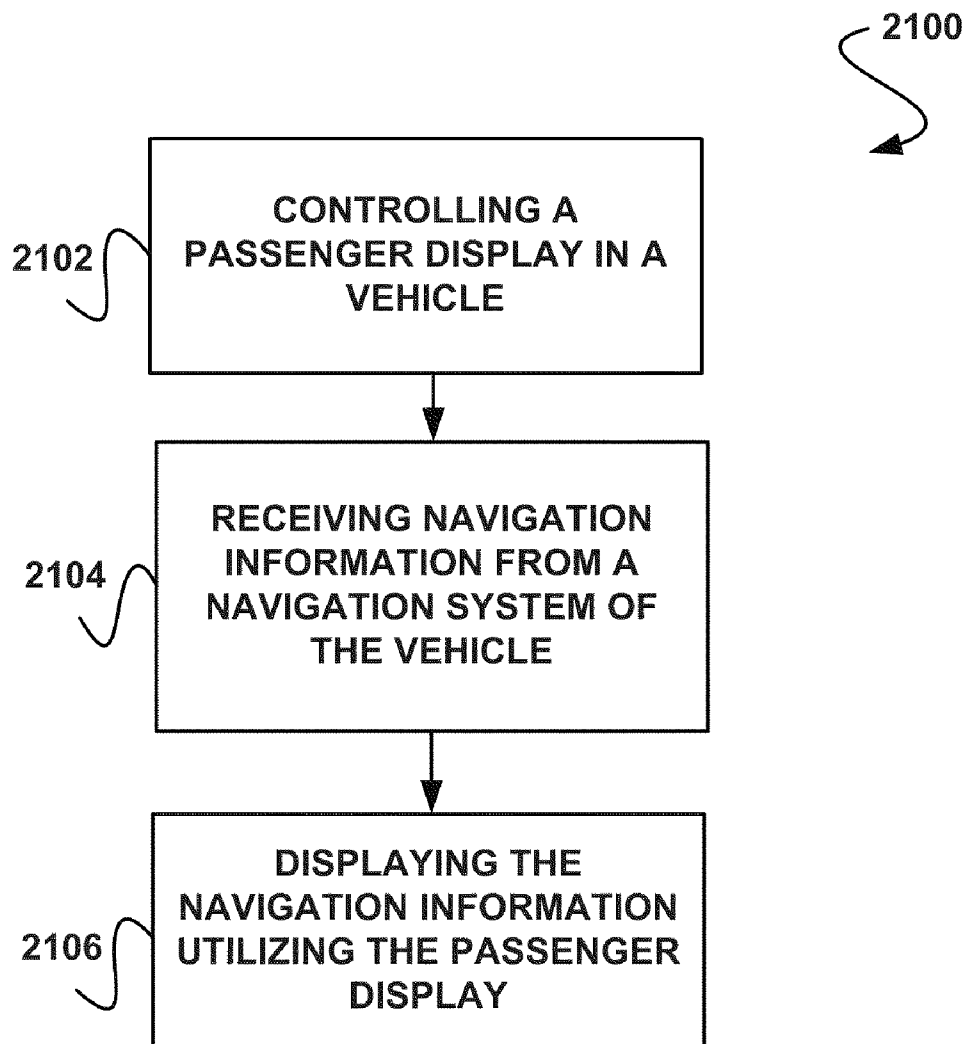 2100
CONTROLLING A
PASSENGER DISPLAY IN A
VEHICLE
2102
RECEIVING NAVIGATION
INFORMATION FROM A
NAVIGATION SYSTEM OF
THE VEHICLE
2104
DISPLAYING THE
NAVIGATION INFORMATION
UTILIZING THE PASSENGER
DISPLAY
2106